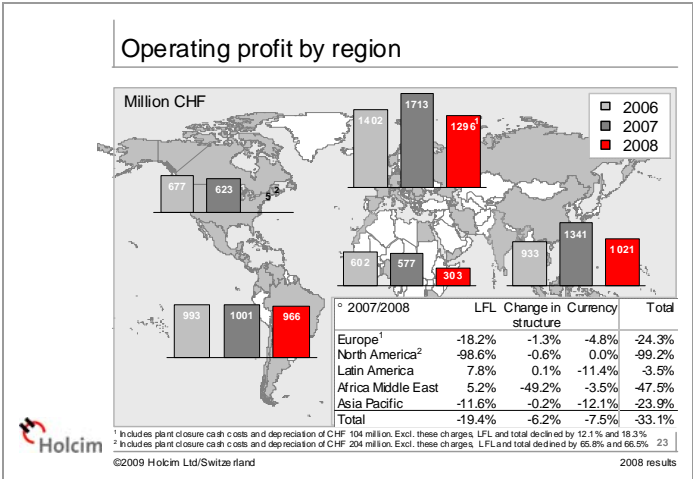 Operating profit by region
Million CHF
2006
2007
2008
1402
1713
1296¹
677
623
5²
602
577
303
933
1341
1021
993
1001
966
° 2007/2008 LFL Change in structure Currency Total
Europe¹ -18.2% -1.3% -4.8% -24.3%
North America² -98.6% -0.6% 0.0% -99.2%
Latin America 7.8% 0.1% -11.4% -3.5%
Africa Middle East 5.2% -49.2% -3.5% -47.5%
Asia Pacific -11.6% -0.2% -12.1% -23.9%
Total -19.4% -6.2% -7.5% -33.1%
¹ Includes plant closure cash costs and depreciation of CHF 104 million. Excl. these charges, LFL and total declined by 12.1% and 18.3%
² Includes plant closure cash costs and depreciation of CHF 204 million. Excl. these charges, LFL and total declined by 65.8% and 66.5% 23
Holcim
©2009 Holcim Ltd/Switzerland 2008 results